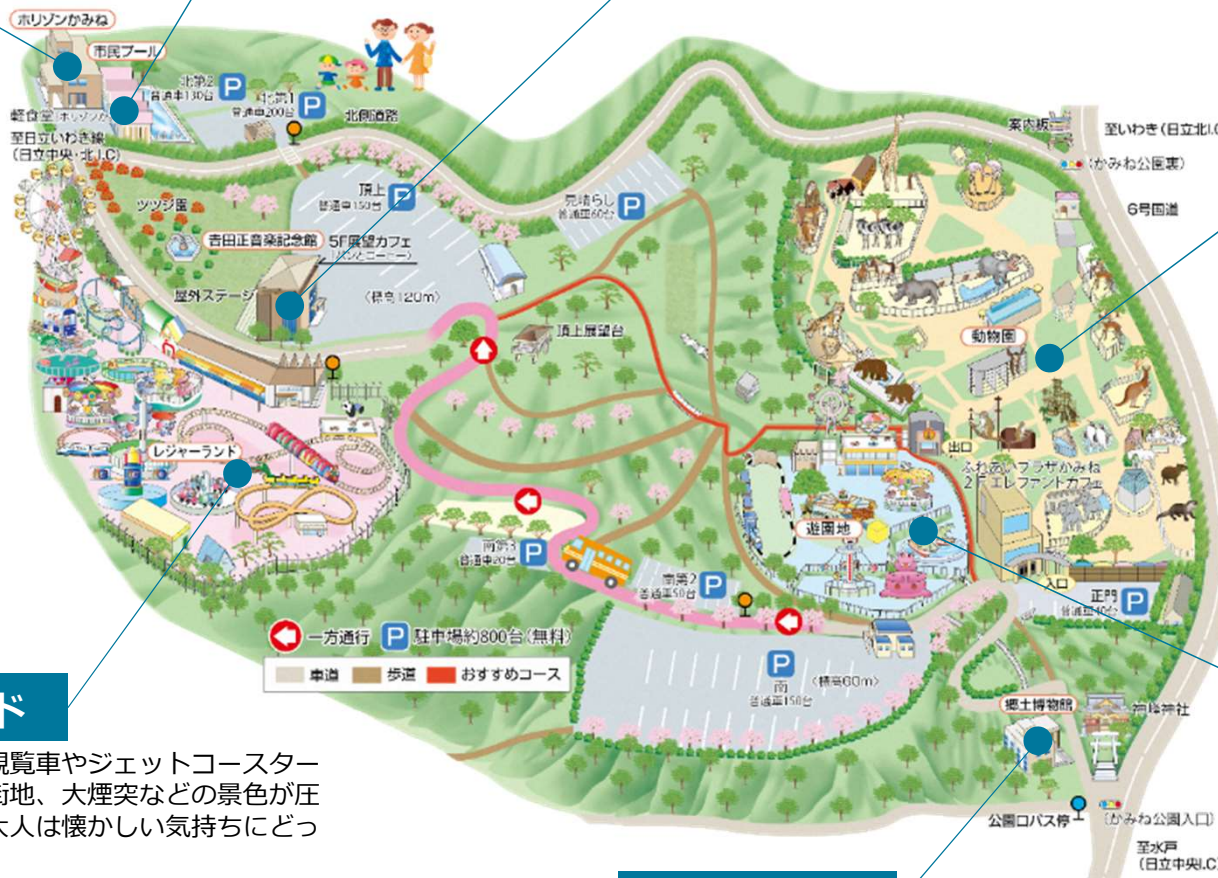 ホリゾンかみね
市民プール
軽食堂(ホリゾンか
至日立いわき線
(日立中央・北I.C)
北第2
普通車130台
P
北第1
普通車200台
P
北側道路
頂上
普通車150台
P
見晴らし
普通車60台
P
案内板
至いわき(日立北I.C
(かみね公園裏)
6号国道
ツツジ園
吉田正音楽記念館
5F展望カフェ
屋外ステージ
(標高120m)
頂上展望台
動物園
出口
ふれあいプラザかみね
2F エレファントカフェ
レジャーランド
遊園地
南第3
普通車20台
P
南第2
普通車50台
P
入口
正門
普通車40台
P
一方通行
P 駐車場約800台(無料)
車道
歩道
おすすめコース
P
南
普通車150台
(標高60m)
郷土博物館
神峰神社
公園口バス停
(かみね公園入口)
至水戸
(日立中央I.C
ド
観覧車やジェットコースター
街地、大煙突などの景色が圧
大人は懐かしい気持ちにどっ